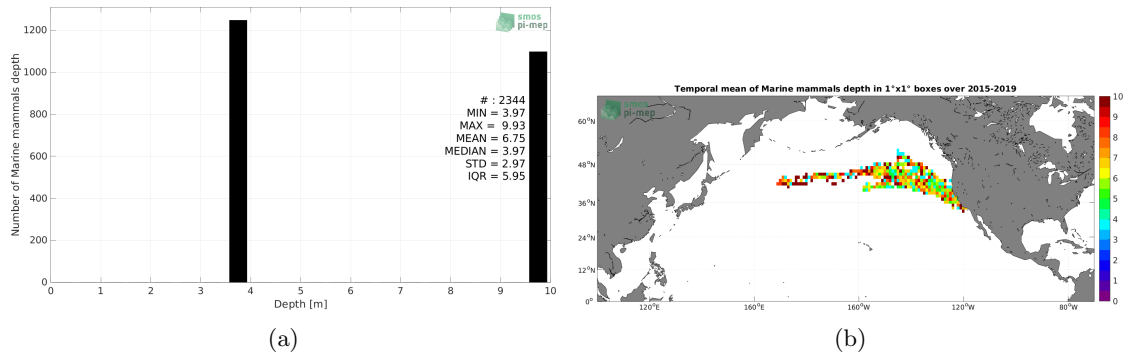 smos
pi-mep
1200
1000
800
600
400
200
0
Number of Marine mammals depth
# : 2344
MIN = 3.97
MAX = 9.93
MEAN = 6.75
MEDIAN = 3.97
STD = 2.97
IQR = 5.95
0 1 2 3 4 5 6 7 8 9 10
Depth [m]
(a)
Temporal mean of Marine mammals depth in 1°x1° boxes over 2015-2019
smos
pi-mep
60°N
48°N
36°N
24°N
12°N
0°
120°E 160°E 160°W 120°W 80°W
10
9
8
7
6
5
4
3
2
1
0
(b)